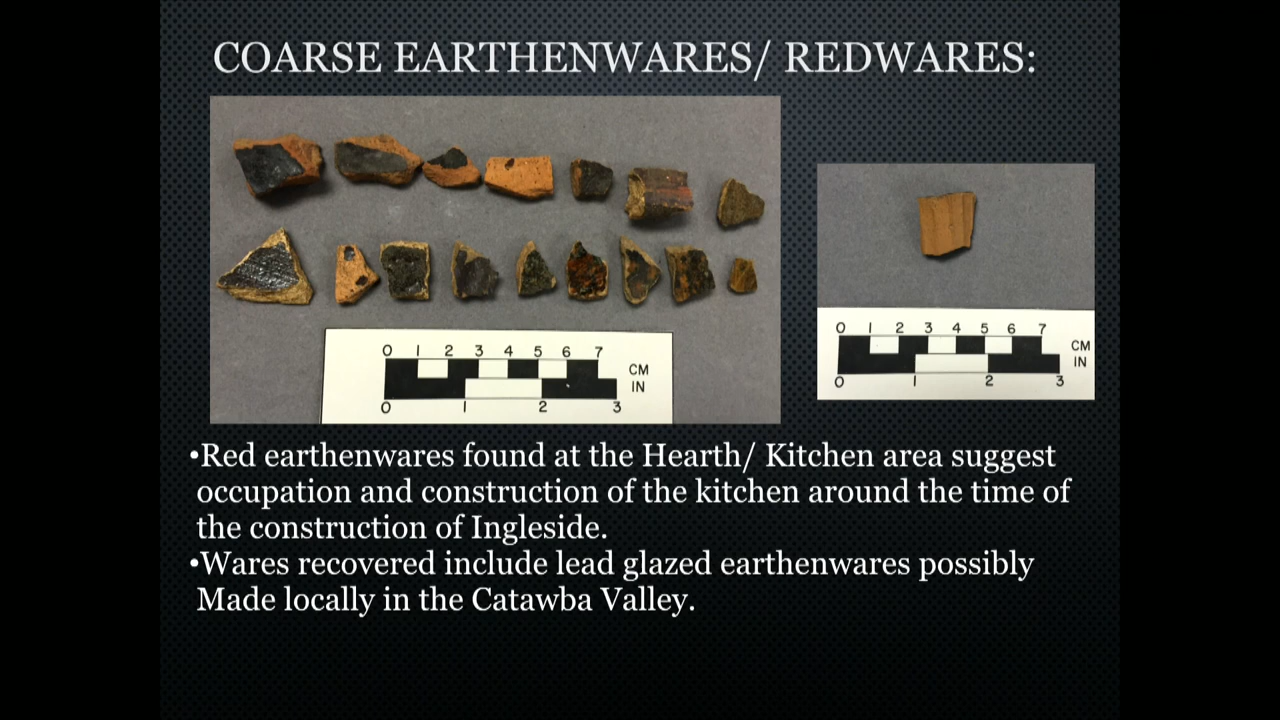 COARSE EARTHENWARES/ REDWARES:
0 1 2 3 4 5 6 7
CM
IN
0 1 2 3
0 1 2 3 4 5 6 7
CM
IN
0 1 2 3
•Red earthenwares found at the Hearth/ Kitchen area suggest
occupation and construction of the kitchen around the time of
the construction of Ingleside.
•Wares recovered include lead glazed earthenwares possibly
Made locally in the Catawba Valley.